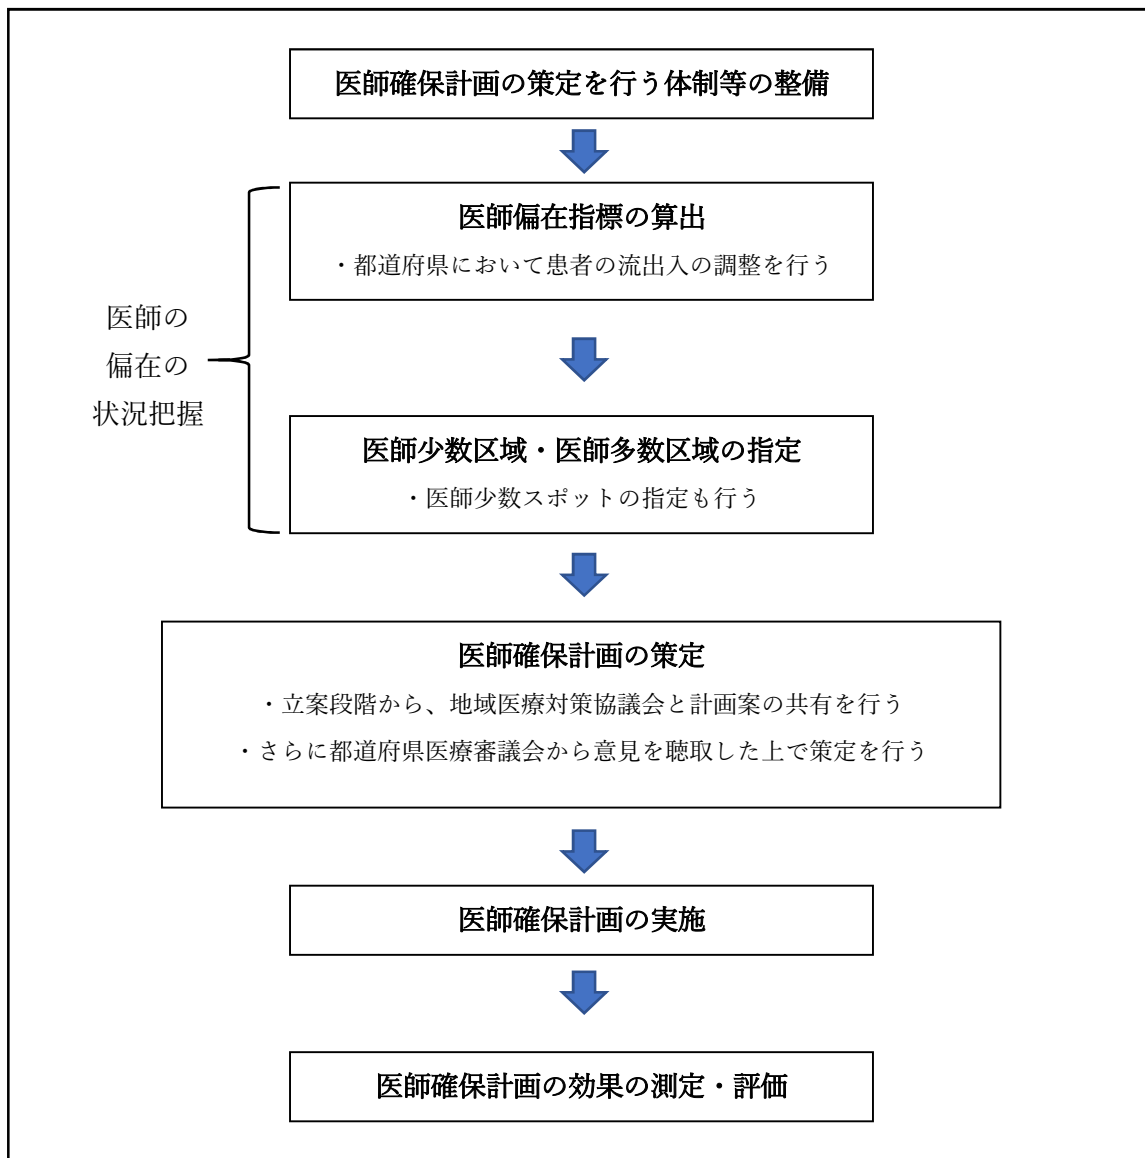 医師確保計画の策定を行う体制等の整備
医師偏在指標の算出
・都道府県において患者の流出入の調整を行う
医師の
偏在の
状況把握
医師少数区域・医師多数区域の指定
・医師少数スポットの指定も行う
医師確保計画の策定
・立案段階から、地域医療対策協議会と計画案の共有を行う
・さらに都道府県医療審議会から意見を聴取した上で策定を行う
医師確保計画の実施
医師確保計画の効果の測定・評価